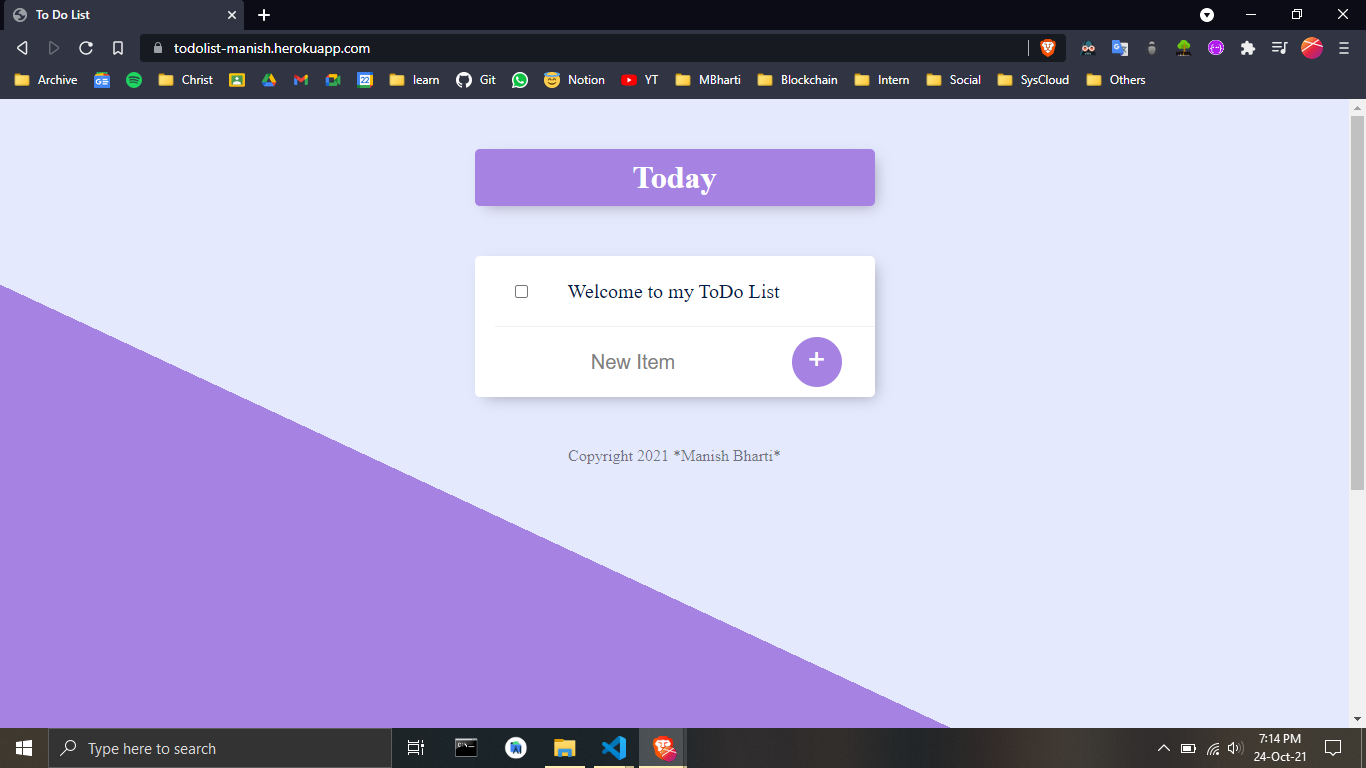 To Do List
todolist-manish.herokuapp.com
Archive Christ learn Git Notion YT MBharti Blockchain Intern Social SysCloud Others
Today
Welcome to my ToDo List
New Item
Copyright 2021 *Manish Bharti*
Type here to search
7:14 PM
24-Oct-21